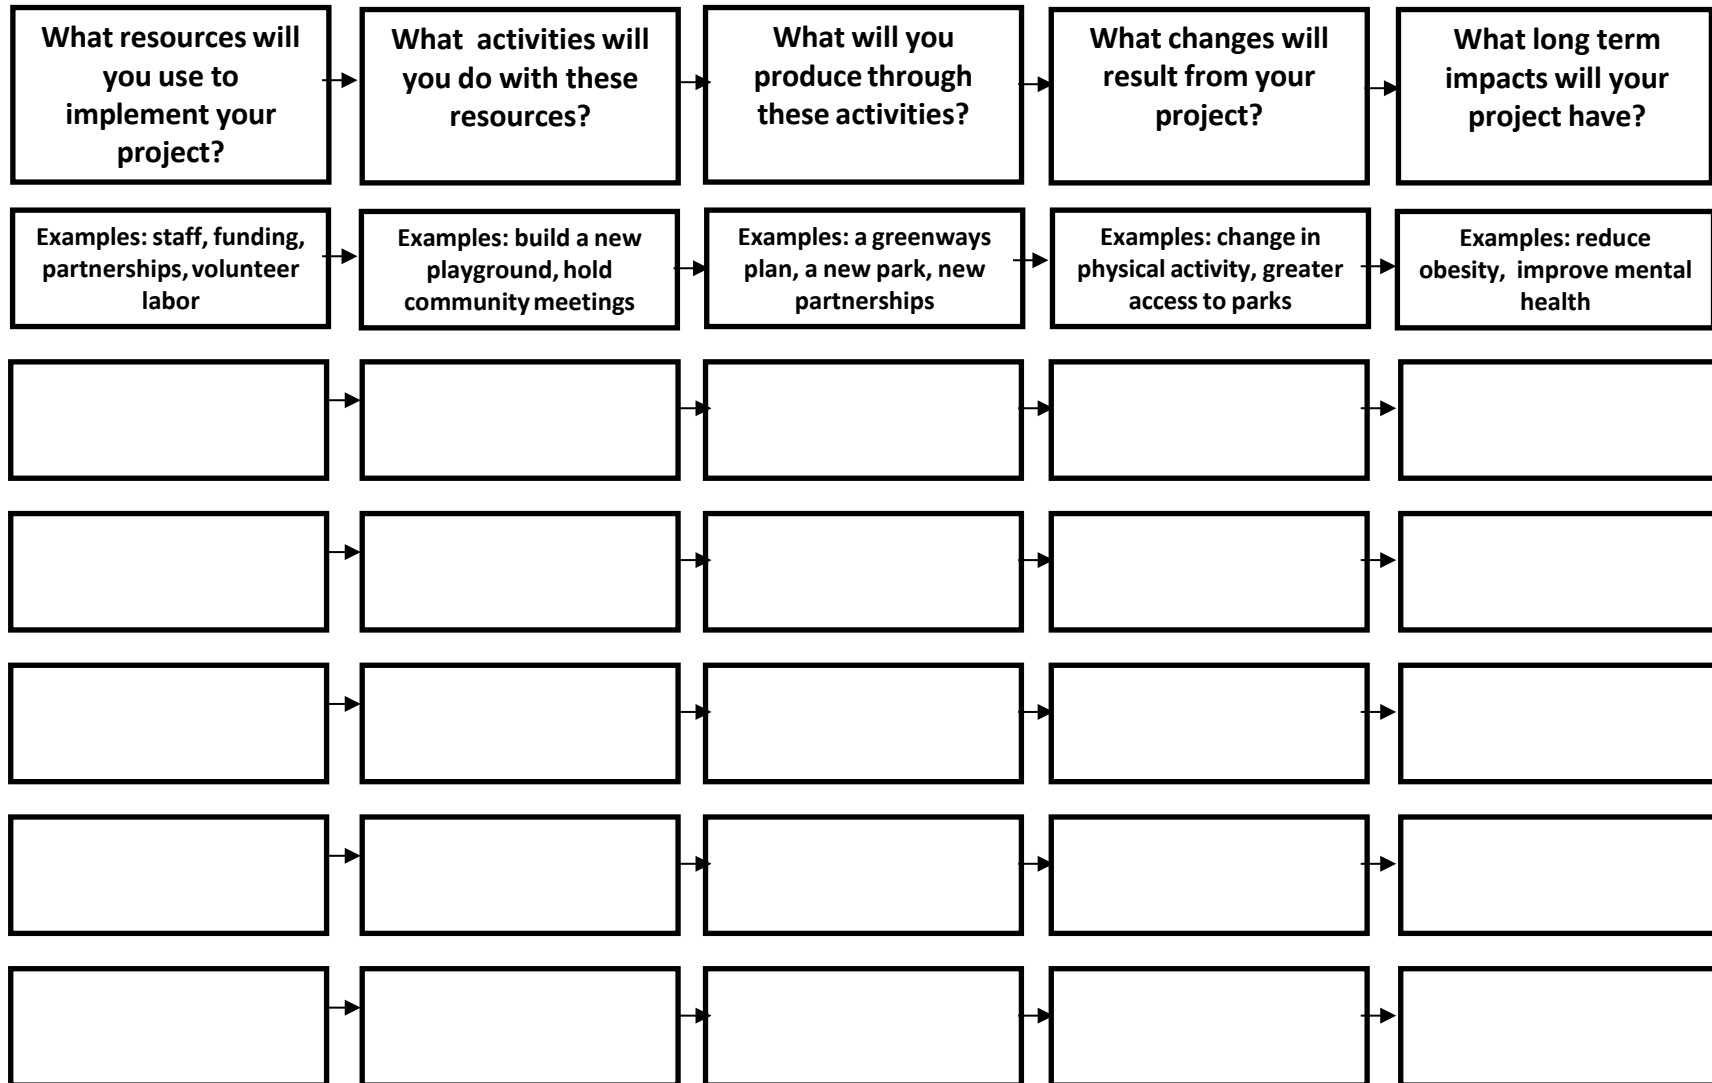 What resources will
you use to
implement your
project?
What activities will
you do with these
resources?
What will you
produce through
these activities?
What changes will
result from your
project?
What long term
impacts will your
project have?
Examples: staff, funding,
partnerships, volunteer
labor
Examples: build a new
playground, hold
community meetings
Examples: a greenways
plan, a new park, new
partnerships
Examples: change in
physical activity, greater
access to parks
Examples: reduce
obesity, improve mental
health